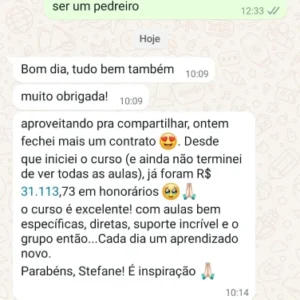 ser um pedreiro
12:33
Hoje
Bom dia, tudo bem também
10:09
muito obrigada!
10:09
aproveitando pra compartilhar, ontem
fechei mais um contrato 😍. Desde
que iniciei o curso (e ainda não terminei
de ver todas as aulas), já foram R$
31.113,73 em honorários 🥹🙏🏻
o curso é excelente! com aulas bem
específicas, diretas, suporte incrível e o
grupo então...Cada dia um aprendizado
novo.
Parabéns, Stefane! É inspiração 🙏🏻
10:14